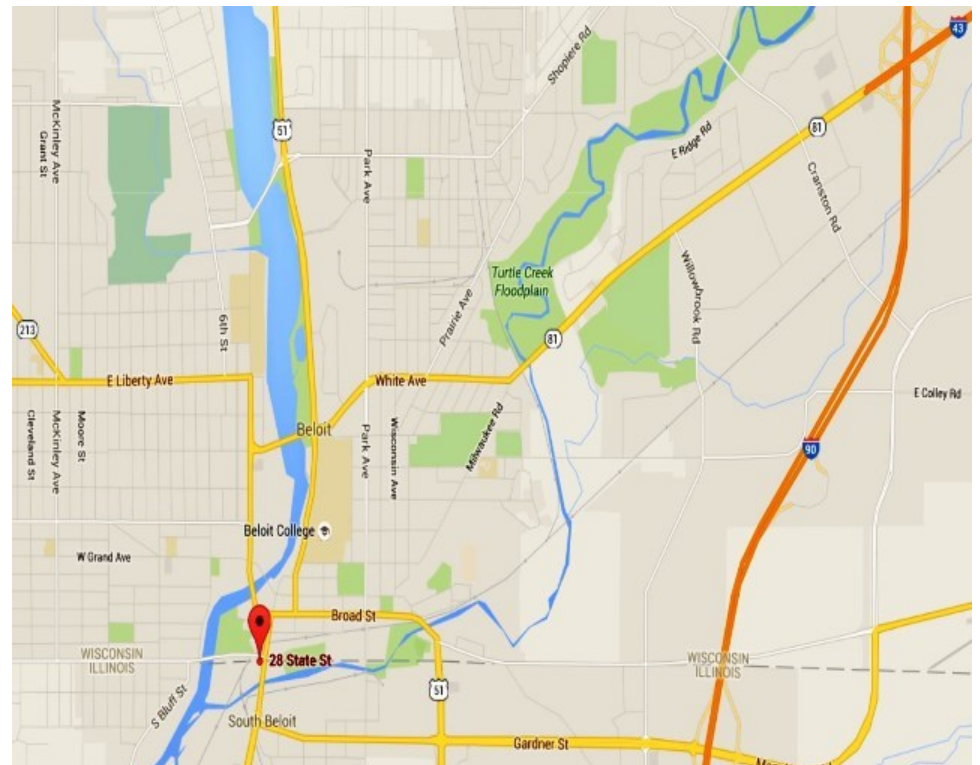 43
Shopiere Rd
51
81
E Ridge Rd
McKinley Ave
Grant St
Park Ave
Cranston Rd
Turtle Creek
Floodplain
Willowbrook Rd
Prairie Ave
6th St
213
81
E Liberty Ave
White Ave
E Colley Rd
Cleveland St
McKinley Ave
Moore St
Beloit
Park Ave
Wisconsin Ave
Milwaukee Rd
90
Beloit College
W Grand Ave
Broad St
WISCONSIN
ILLINOIS
28 State St
WISCONSIN
ILLINOIS
51
S Bluff St
South Beloit
Gardner St